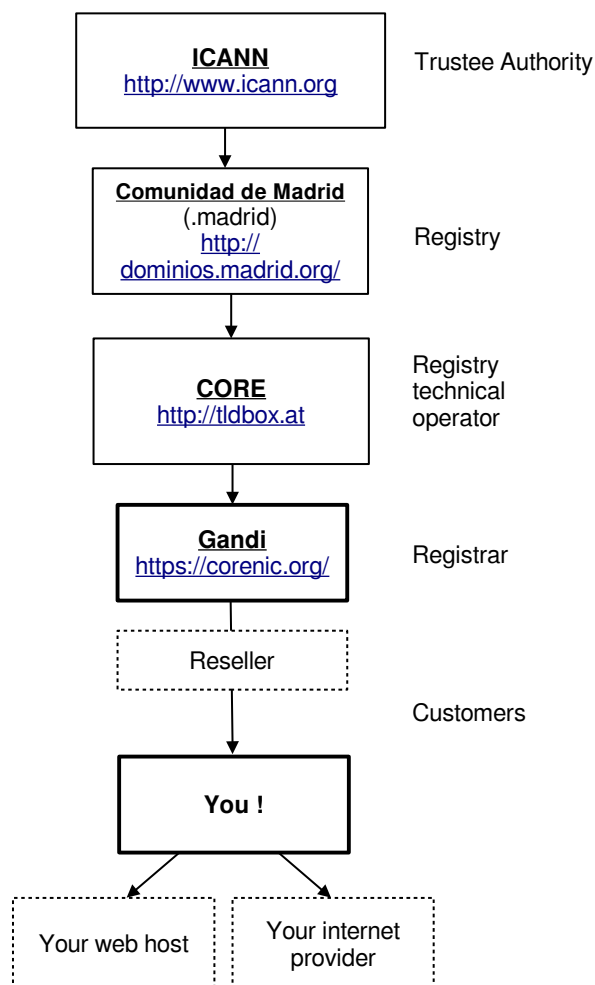 ICANN
http://www.icann.org
Trustee Authority
Comunidad de Madrid
(.madrid)
http://
dominios.madrid.org/
Registry
CORE
http://tldbox.at
Registry
technical
operator
Gandi
https://corenic.org/
Registrar
Reseller
Customers
You !
Your web host
Your internet
provider